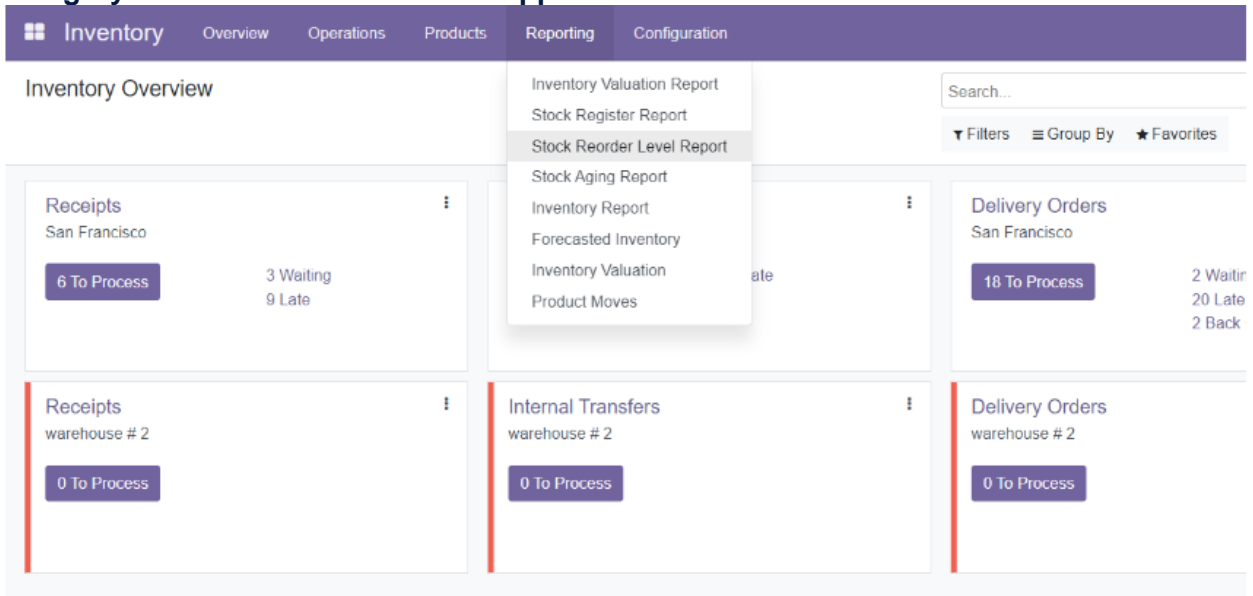 Inventory Overview Operations Products Reporting Configuration
Inventory Overview
Search...
Filters Group By Favorites
Inventory Valuation Report
Stock Register Report
Stock Reorder Level Report
Stock Aging Report
Inventory Report
Forecasted Inventory
Inventory Valuation
Product Moves
Receipts
San Francisco
6 To Process
3 Waiting
9 Late
Delivery Orders
San Francisco
18 To Process
20 Late
2 Back
Receipts
warehouse # 2
0 To Process
Internal Transfers
warehouse # 2
0 To Process
Delivery Orders
warehouse # 2
0 To Process